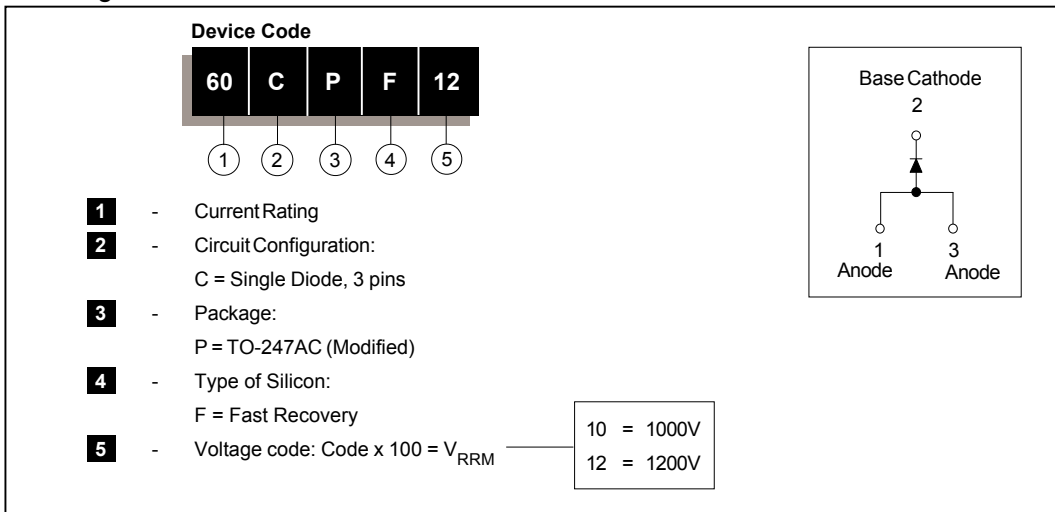 Device Code
60 C P F 12
1 2 3 4 5
1 - Current Rating
2 - Circuit Configuration:
C = Single Diode, 3 pins
3 - Package:
P = TO-247AC (Modified)
4 - Type of Silicon:
F = Fast Recovery
5 - Voltage code: Code x 100 = VRRM
10 = 1000V
12 = 1200V
Base Cathode
2
1 3
Anode Anode